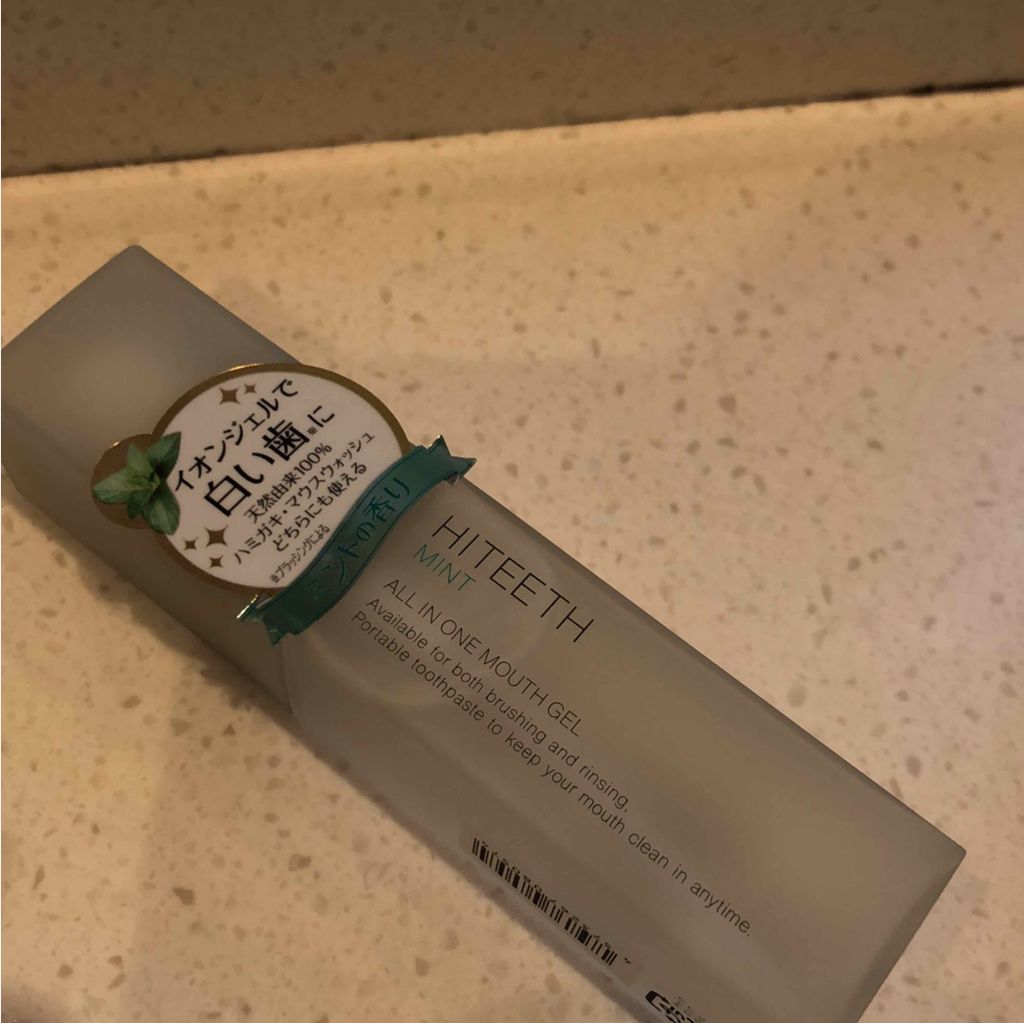 イオンジェルで
白い歯※に
天然由来100%
ハミガキ・マウスウォッシュ
どちらにも使える
※ブラッシングによる
ミントの香り
HITEETH
MINT
ALL IN ONE MOUTH GEL
Available for both brushing and rinsing,
Portable toothpaste to keep your mouth clean in anytime.